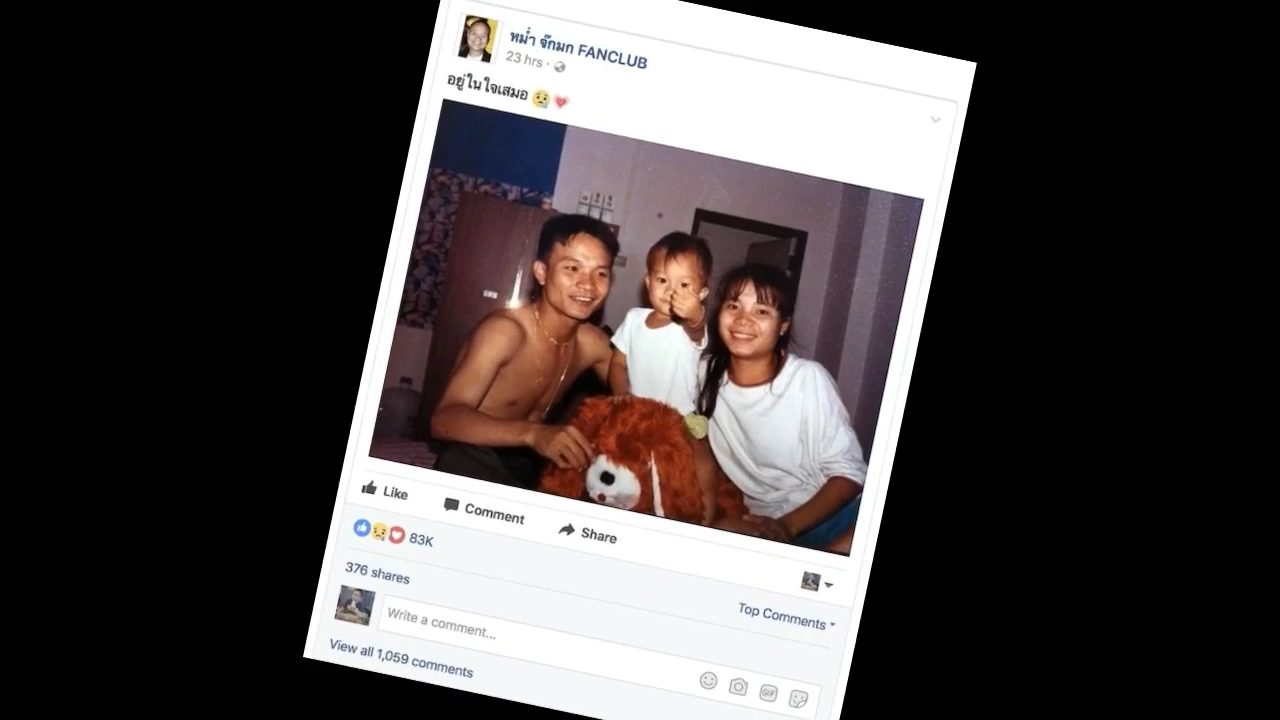 หม่ำ จ๊กมก FANCLUB
23 hrs ·
อยู่ในใจเสมอ 😢💗
Like Comment Share
83K
376 shares
Top Comments
Write a comment...
GIF
View all 1,059 comments